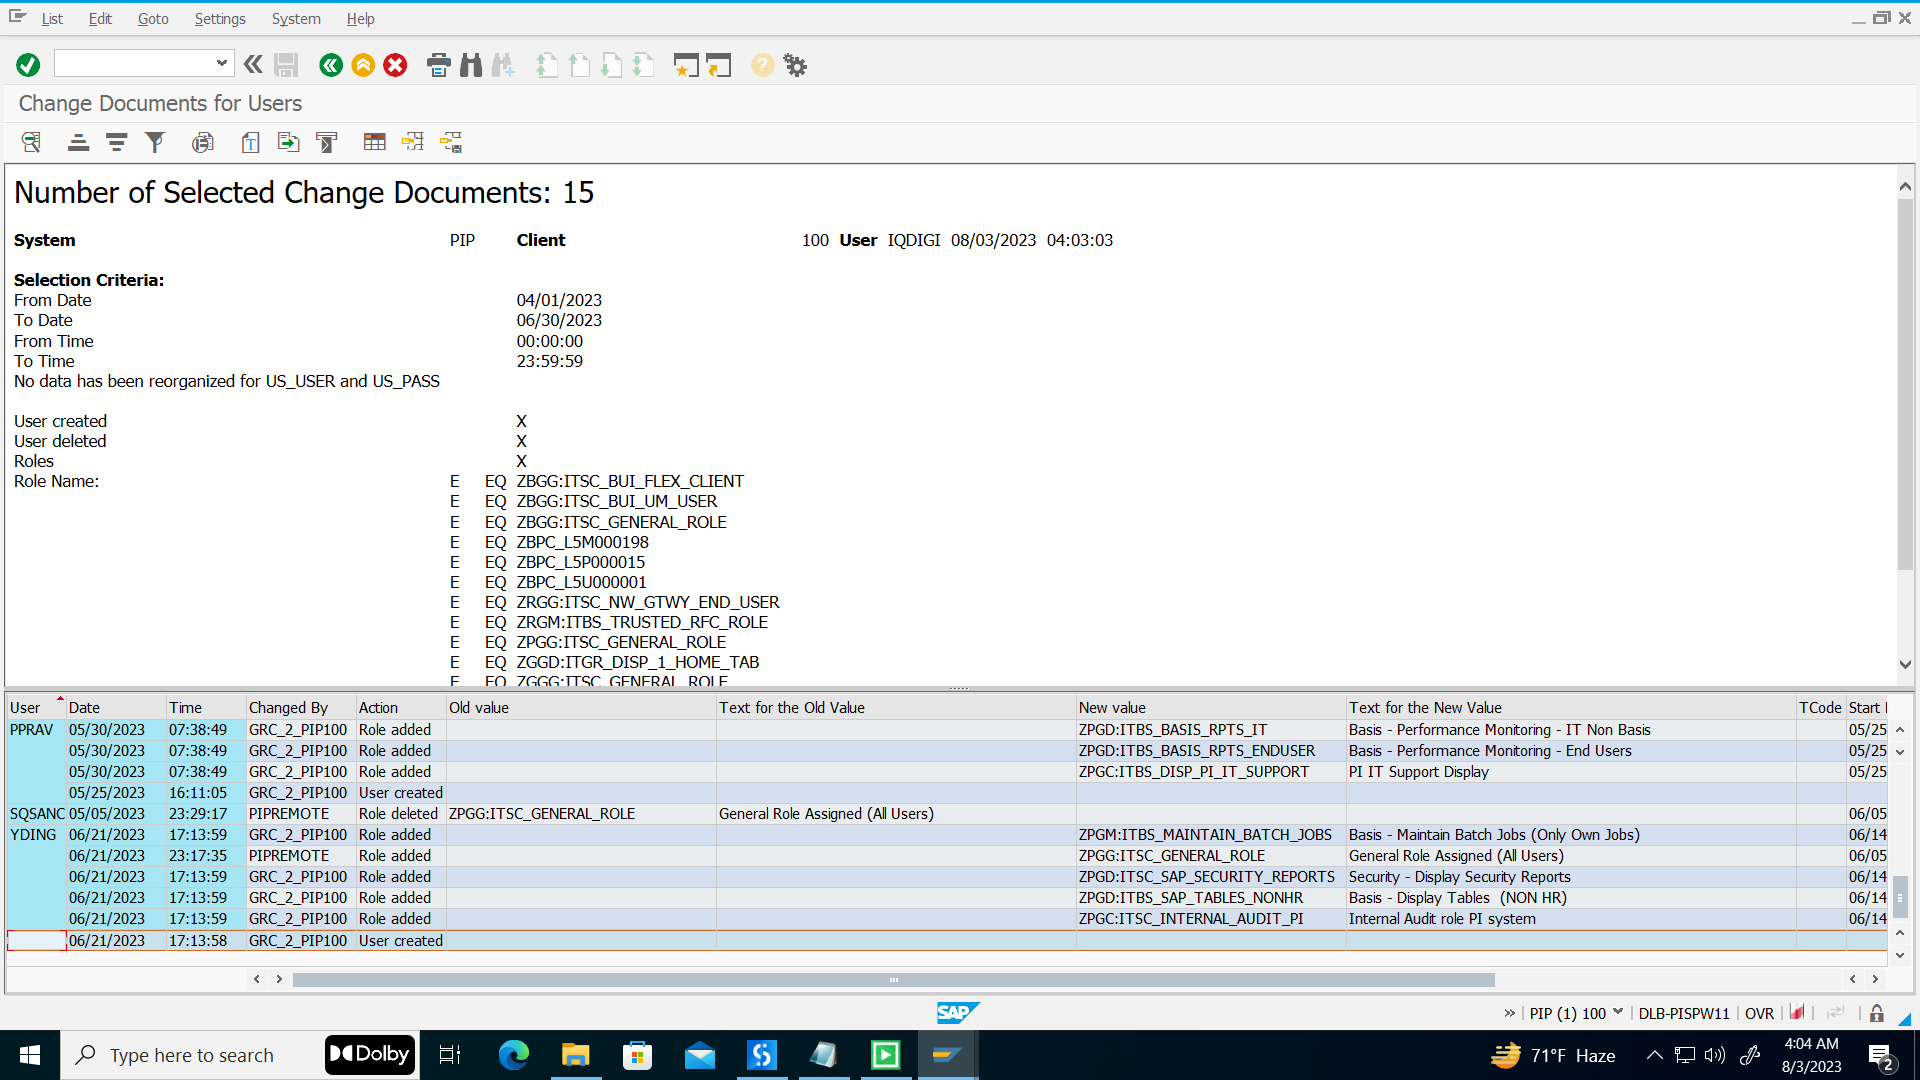 List Edit Goto Settings System Help
Change Documents for Users
Number of Selected Change Documents: 15
System PIP Client 100 User IQDIGI 08/03/2023 04:03:03
Selection Criteria:
From Date 04/01/2023
To Date 06/30/2023
From Time 00:00:00
To Time 23:59:59
No data has been reorganized for US_USER and US_PASS
User created X
User deleted X
Roles X
Role Name: E EQ ZBGG:ITSC_BUI_FLEX_CLIENT
E EQ ZBGG:ITSC_BUI_UM_USER
E EQ ZBGG:ITSC_GENERAL_ROLE
E EQ ZBPC_L5M000198
E EQ ZBPC_L5P000015
E EQ ZBPC_L5U000001
E EQ ZRGG:ITSC_NW_GTWY_END_USER
E EQ ZRGM:ITBS_TRUSTED_RFC_ROLE
E EQ ZPGG:ITSC_GENERAL_ROLE
E EQ ZGGD:ITGR_DISP_1_HOME_TAB
E EQ ZGGG:ITSC_GENERAL_ROLE
User Date Time Changed By Action Old value Text for the Old Value New value Text for the New Value TCode Start
PPRAV 05/30/2023 07:38:49 GRC_2_PIP100 Role added ZPGD:ITBS_BASIS_RPTS_IT Basis - Performance Monitoring - IT Non Basis 05/25
05/30/2023 07:38:49 GRC_2_PIP100 Role added ZPGD:ITBS_BASIS_RPTS_ENDUSER Basis - Performance Monitoring - End Users 05/25
05/30/2023 07:38:49 GRC_2_PIP100 Role added ZPGC:ITBS_DISP_PI_IT_SUPPORT PI IT Support Display 05/25
05/25/2023 16:11:05 GRC_2_PIP100 User created
SQSANC 05/05/2023 23:29:17 PIPREMOTE Role deleted ZPGG:ITSC_GENERAL_ROLE General Role Assigned (All Users) 06/05
YDING 06/21/2023 17:13:59 GRC_2_PIP100 Role added ZPGM:ITBS_MAINTAIN_BATCH_JOBS Basis - Maintain Batch Jobs (Only Own Jobs) 06/14
06/21/2023 23:17:35 PIPREMOTE Role added ZPGG:ITSC_GENERAL_ROLE General Role Assigned (All Users) 06/05
06/21/2023 17:13:59 GRC_2_PIP100 Role added ZPGD:ITSC_SAP_SECURITY_REPORTS Security - Display Security Reports 06/14
06/21/2023 17:13:59 GRC_2_PIP100 Role added ZPGD:ITBS_SAP_TABLES_NONHR Basis - Display Tables (NON HR) 06/14
06/21/2023 17:13:59 GRC_2_PIP100 Role added ZPGC:ITSC_INTERNAL_AUDIT_PI Internal Audit role PI system 06/14
06/21/2023 17:13:58 GRC_2_PIP100 User created
SAP » PIP (1) 100 DLB-PISPW11 OVR
Type here to search Dolby 71°F Haze 4:04 AM
8/3/2023 2